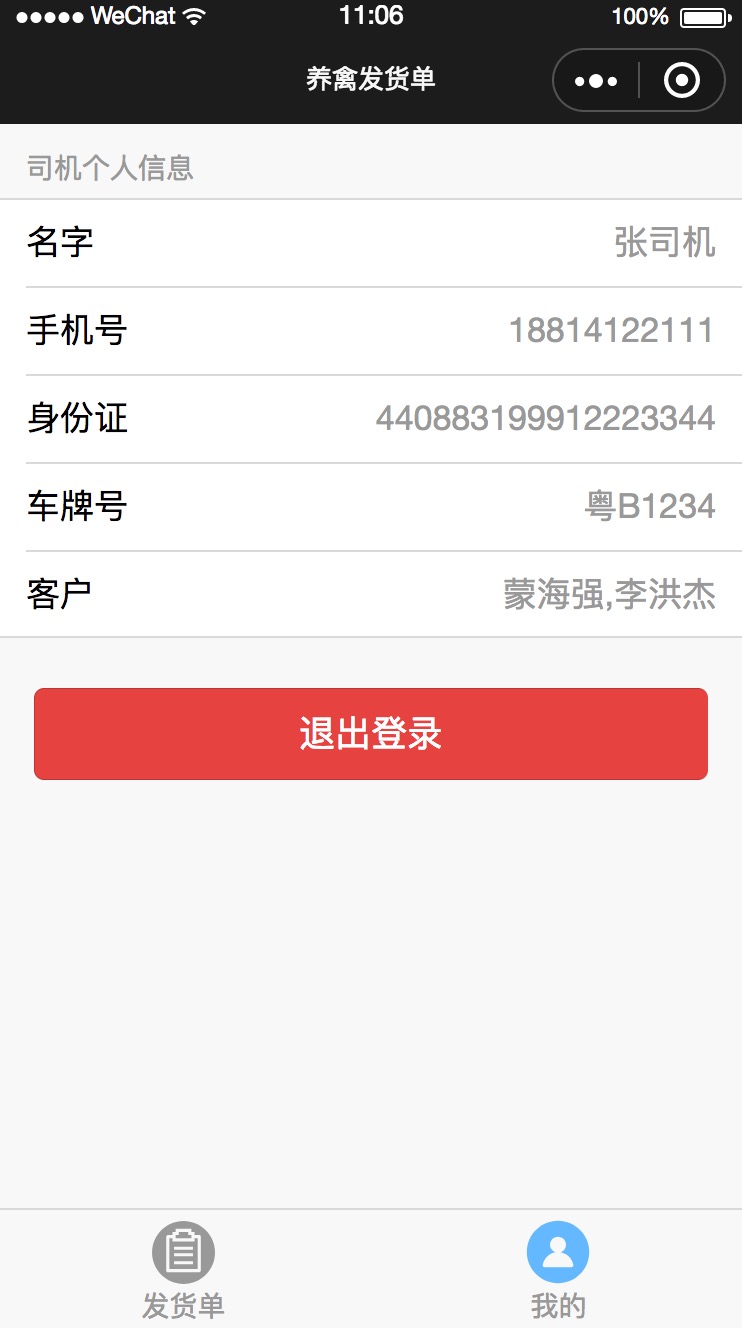 WeChat 11:06 100%
养禽发货单
司机个人信息
名字 张司机
手机号 18814122111
身份证 440883199912223344
车牌号 粤B1234
客户 蒙海强,李洪杰
退出登录
发货单 我的